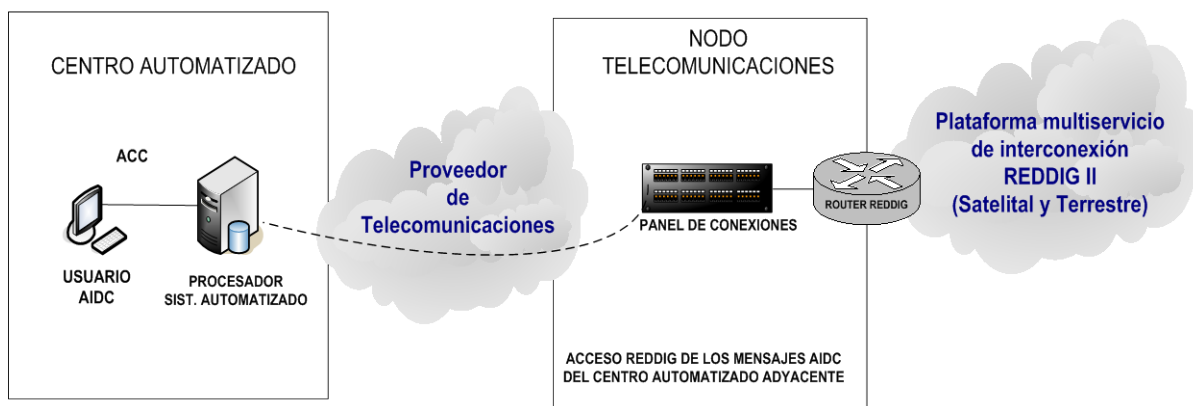 CENTRO AUTOMATIZADO
ACC
USUARIO
AIDC
PROCESADOR
SIST. AUTOMATIZADO
Proveedor
de
Telecomunicaciones
NODO
TELECOMUNICACIONES
PANEL DE CONEXIONES
ROUTER REDDIG
ACCESO REDDIG DE LOS MENSAJES AIDC
DEL CENTRO AUTOMATIZADO ADYACENTE
Plataforma multiservicio
de interconexión
REDDIG II
(Satelital y Terrestre)